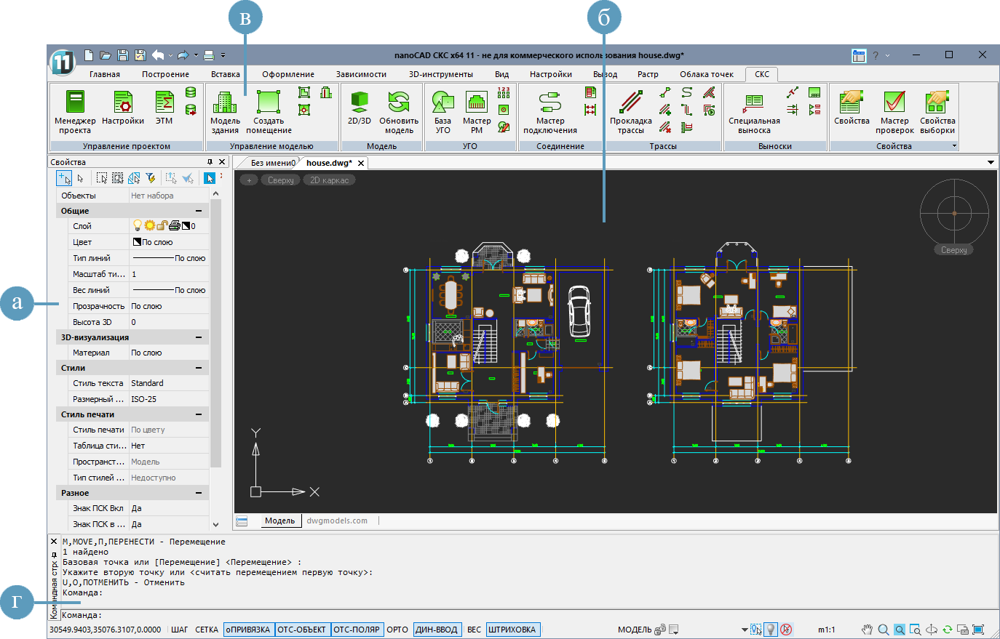 в
б
nanoCAD СКС x64 11 - не для коммерческого использования house.dwg*
Главная Построение Вставка Оформление Зависимости 3D-инструменты Вид Настройки Вывод Растр Облака точек СКС
Менеджер проекта Настройки ЭТМ
Модель здания Создать помещение
2D/3D Обновить модель
База УГО Мастер РМ 123
Мастер подключения
Прокладка трассы
Специальная выноска
Свойства Мастер проверок Свойства выборки
Управление проектом Управление моделью Модель УГО Соединение Трассы Выноски Свойства
Свойства
Без имени0 house.dwg*
+ Сверху 2D каркас
Объекты Нет набора
Общие
Слой 0
Цвет По слою
Тип линий По слою
Масштаб ти... 1
Вес линий По слою
а
Прозрачность По слою
Высота 3D 0
3D-визуализация
Материал По слою
Стили
Стиль текста Standard
Размерный ... ISO-25
Стиль печати
Стиль печати По цвету
Таблица сти... Нет
Пространст... Модель
Тип стилей ... Недоступно
Разное
Знак ПСК Вкл Да
Знак ПСК в ... Да
Сверху
Y
X
Модель dwgmodels.com
Командная стр
M,MOVE,П,ПЕРЕНЕСТИ - Перемещение
1 найдено
Базовая точка или [Перемещение] <Перемещение> :
Укажите вторую точку или <считать перемещением первую точку>:
U,О,ПОТМЕНИТЬ - Отменить
Команда:
г
Команда:
30549.9403,35076.3107,0.0000 ШАГ СЕТКА оПРИВЯЗКА ОТС-ОБЪЕКТ ОТС-ПОЛЯР ОРТО ДИН-ВВОД ВЕС ШТРИХОВКА МОДЕЛЬ m1:1